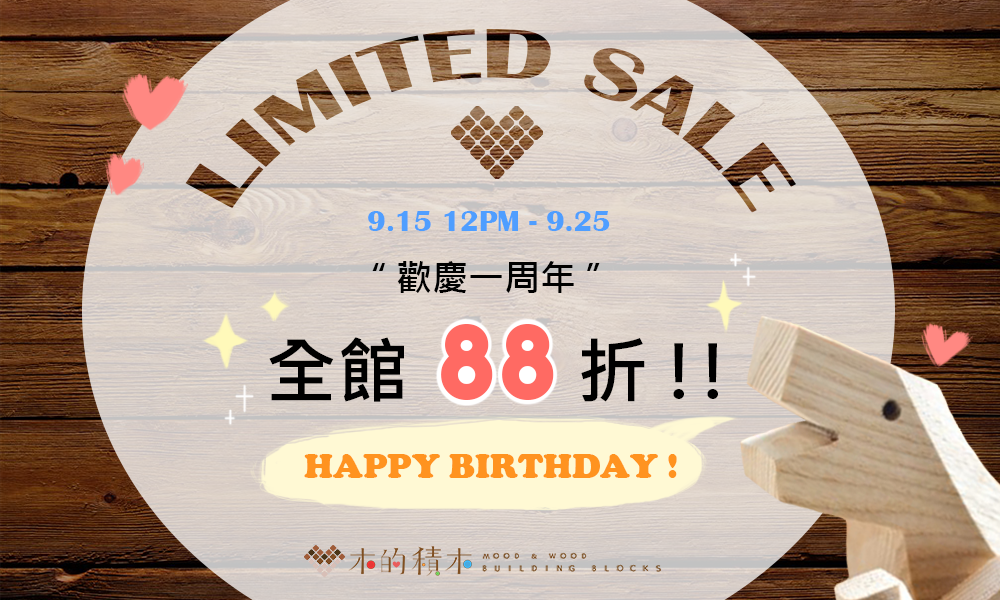 LIMITED SALE
9.15 12PM - 9.25
“ 歡慶一周年 ”
全館 88 折 !!
HAPPY BIRTHDAY !
木的積木 MOOD & WOOD
BUILDING BLOCKS